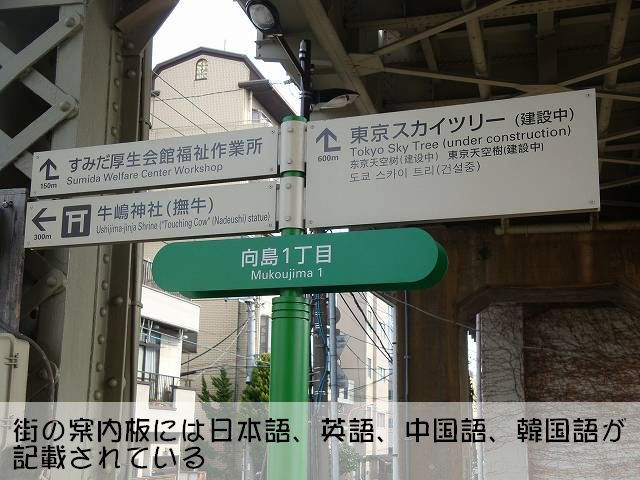 すみだ厚生会館福祉作業所
Sumida Welfare Center Workshop
150m
牛嶋神社(撫牛)
Ushijima-jinja Shrine ("Touching Cow" (Nadeushi) statue)
300m
東京スカイツリー(建設中)
Tokyo Sky Tree (under construction)
东京天空树(建设中) 東京天空樹(建設中)
도쿄 스카이 트리 (건설중)
600m
向島1丁目
Mukoujima 1
街の案内板には日本語、英語、中国語、韓国語が
記載されている